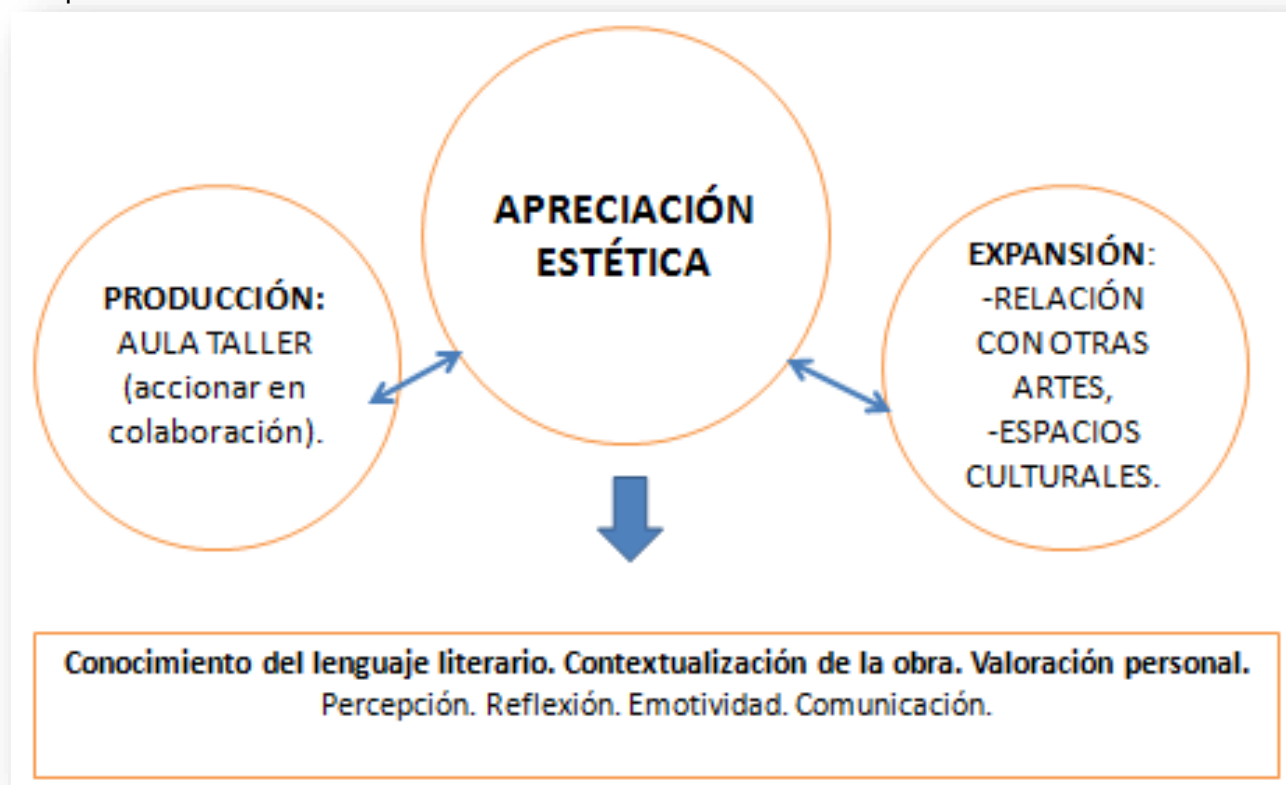 APRECIACIÓN
ESTÉTICA
PRODUCCIÓN:
AULA TALLER
(accionar en
colaboración).
EXPANSIÓN:
-RELACIÓN
CON OTRAS
ARTES,
-ESPACIOS
CULTURALES.
Conocimiento del lenguaje literario. Contextualización de la obra. Valoración personal.
Percepción. Reflexión. Emotividad. Comunicación.